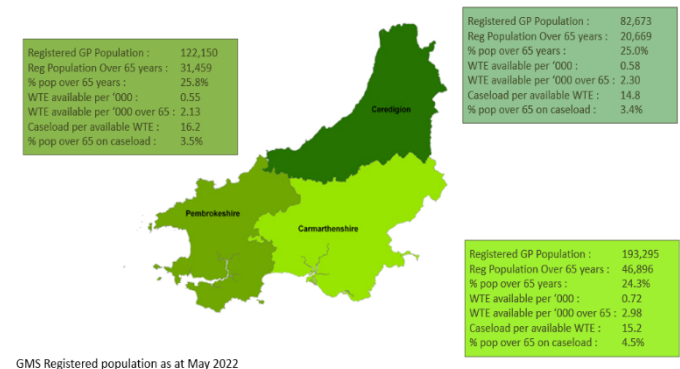 Registered GP Population : 122,150
Reg Population Over 65 years : 31,459
% pop over 65 years : 25.8%
WTE available per ‘000 : 0.55
WTE available per ‘000 over 65 : 2.13
Caseload per available WTE : 16.2
% pop over 65 on caseload : 3.5%
Registered GP Population : 82,673
Reg Population Over 65 years : 20,669
% pop over 65 years : 25.0%
WTE available per ‘000 : 0.58
WTE available per ‘000 over 65 : 2.30
Caseload per available WTE : 14.8
% pop over 65 on caseload : 3.4%
Ceredigion
Pembrokeshire
Carmarthenshire
Registered GP Population : 193,295
Reg Population Over 65 years : 46,896
% pop over 65 years : 24.3%
WTE available per ‘000 : 0.72
WTE available per ‘000 over 65 : 2.98
Caseload per available WTE : 15.2
% pop over 65 on caseload : 4.5%
GMS Registered population as at May 2022